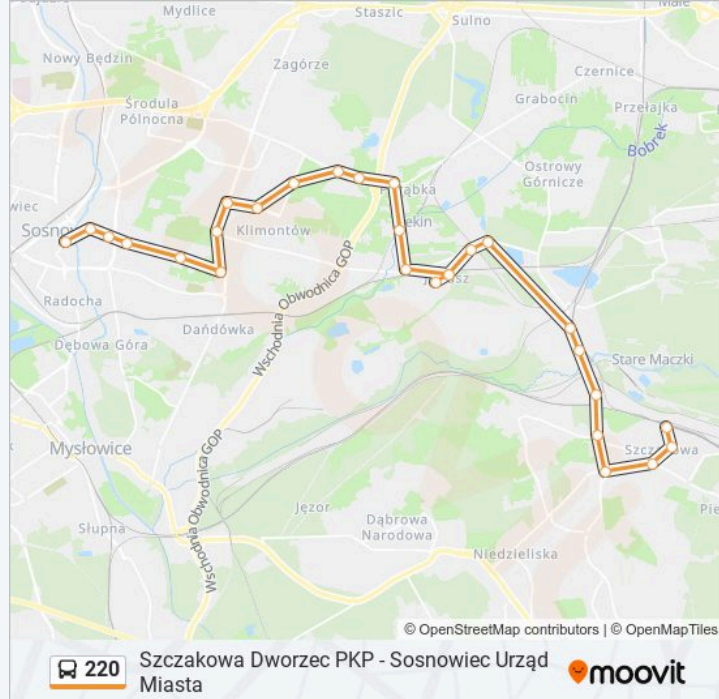 Mydlice
Staszic
Sulno
Małe
Nowy Będzin
Zagórze
Czernice
Środula
Północna
Grabocin
Przełajka
Bobrek
Ostrowy
Górnicze
Klimontów
Radocha
Dańdówka
Dębowa Góra
Wschodnia Obwodnica GOP
Stare Maczki
Mysłowice
Wschodnia Obwodnica GOP
Jęzor
Słupna
Dąbrowa
Narodowa
Niedzieliska
© OpenStreetMap contributors | © OpenMapTiles
220
Szczakowa Dworzec PKP - Sosnowiec Urząd
Miasta
moovit